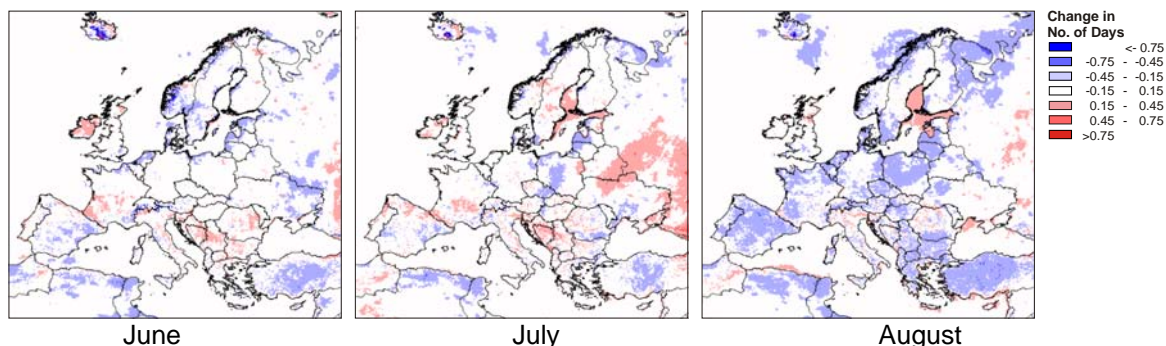 Change in
No. of Days
<- 0.75
-0.75 - -0.45
-0.45 - -0.15
-0.15 - 0.15
0.15 - 0.45
0.45 - 0.75
>0.75
June
July
August